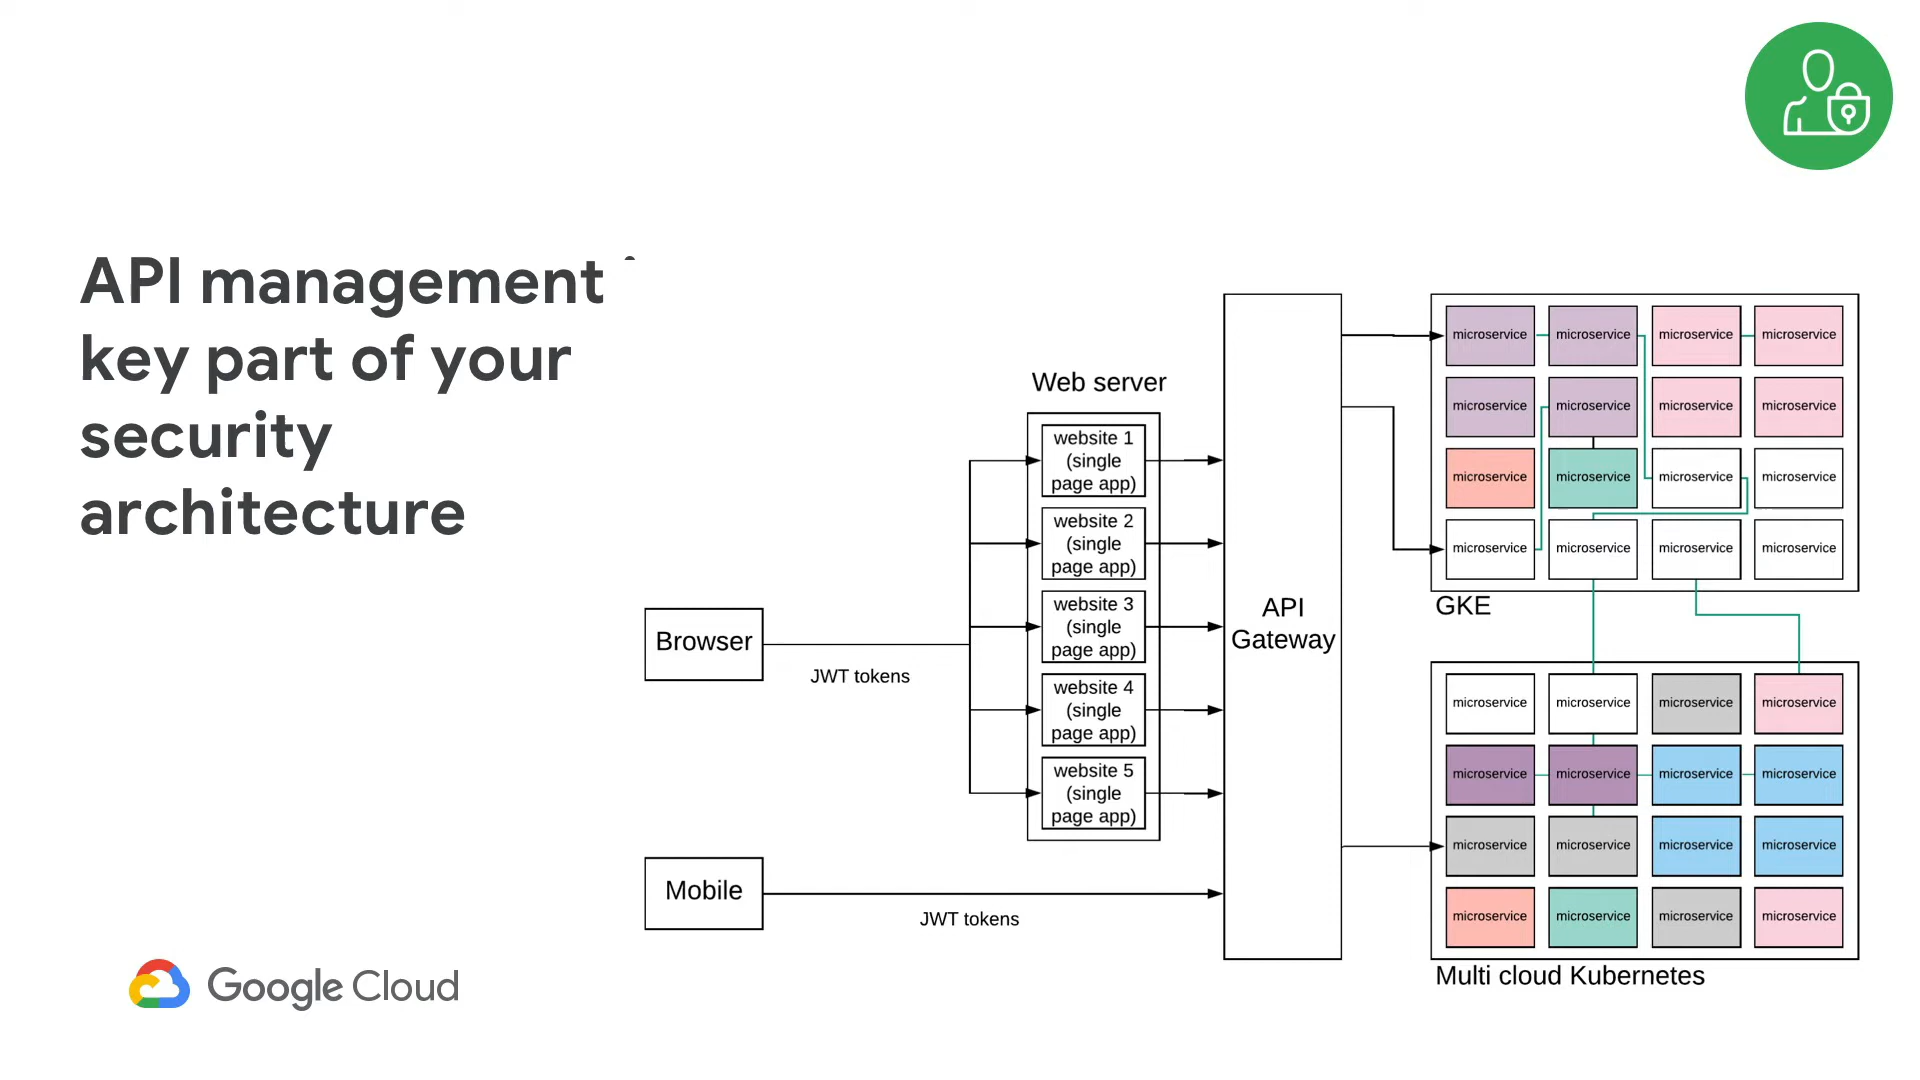 API management
key part of your
security
architecture
Web server
website 1
(single
page app)
website 2
(single
page app)
website 3
(single
page app)
website 4
(single
page app)
website 5
(single
page app)
Browser
JWT tokens
Mobile
JWT tokens
API
Gateway
microservice microservice microservice microservice
microservice microservice microservice microservice
microservice microservice microservice microservice
microservice microservice microservice microservice
GKE
microservice microservice microservice microservice
microservice microservice microservice microservice
microservice microservice microservice microservice
microservice microservice microservice microservice
Multi cloud Kubernetes
Google Cloud